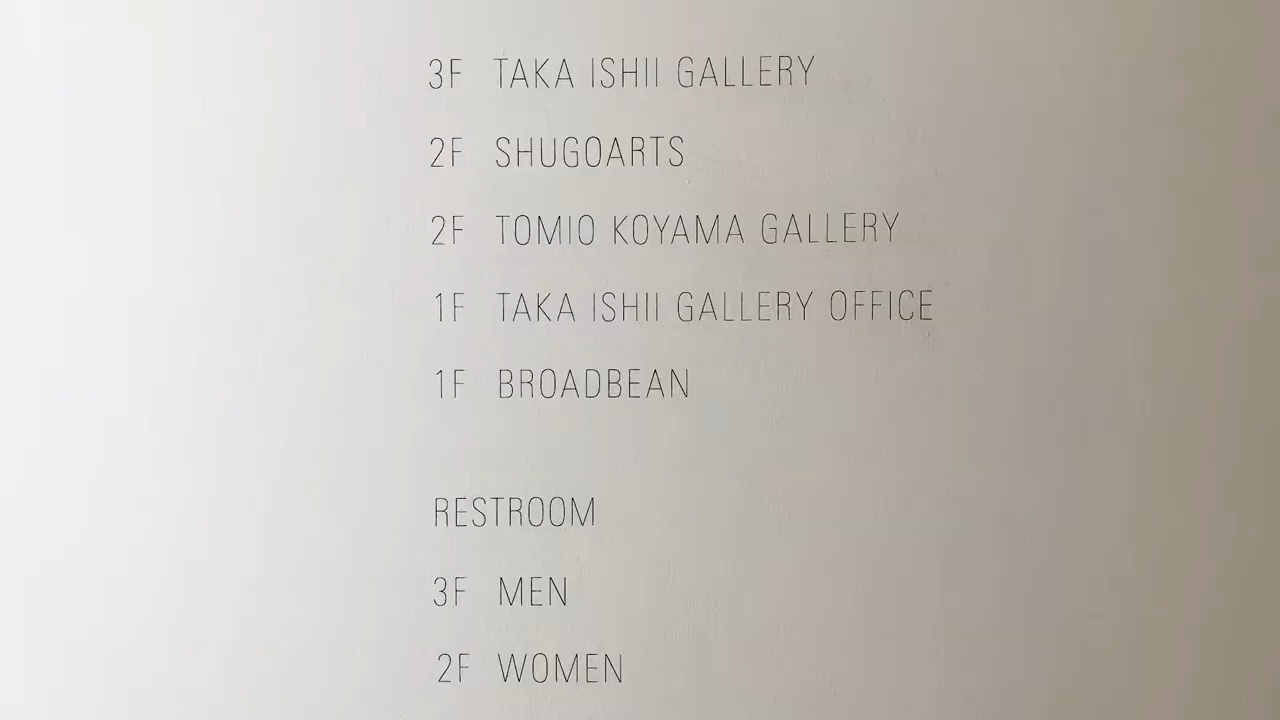 3F TAKA ISHII GALLERY
2F SHUGOARTS
2F TOMIO KOYAMA GALLERY
1F TAKA ISHII GALLERY OFFICE
1F BROADBEAN
RESTROOM
3F MEN
2F WOMEN